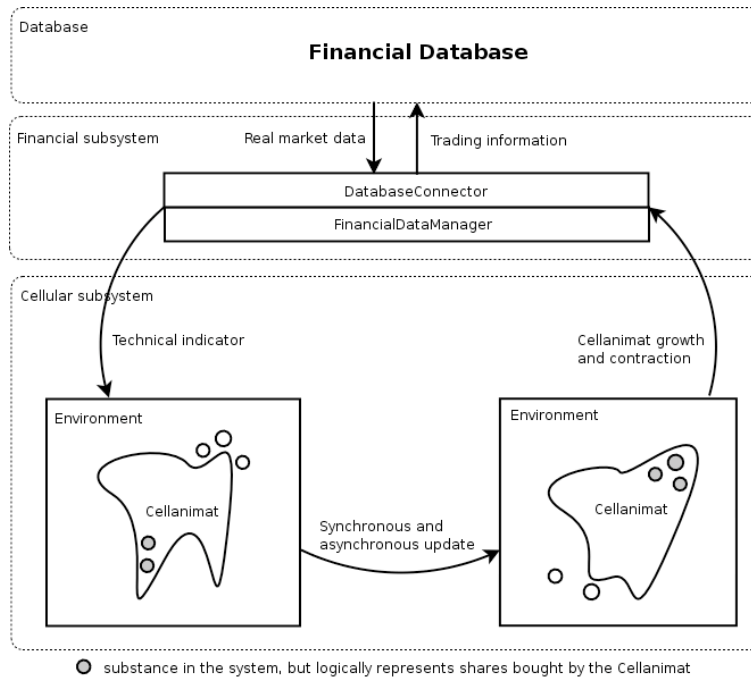 Database
Financial Database
Financial subsystem
Real market data
Trading information
DatabaseConnector
FinancialDataManager
Cellular subsystem
Technical indicator
Cellanimat growth
and contraction
Environment
Cellanimat
Synchronous and
asynchronous update
Environment
Cellanimat
substance in the system, but logically represents shares bought by the Cellanimat